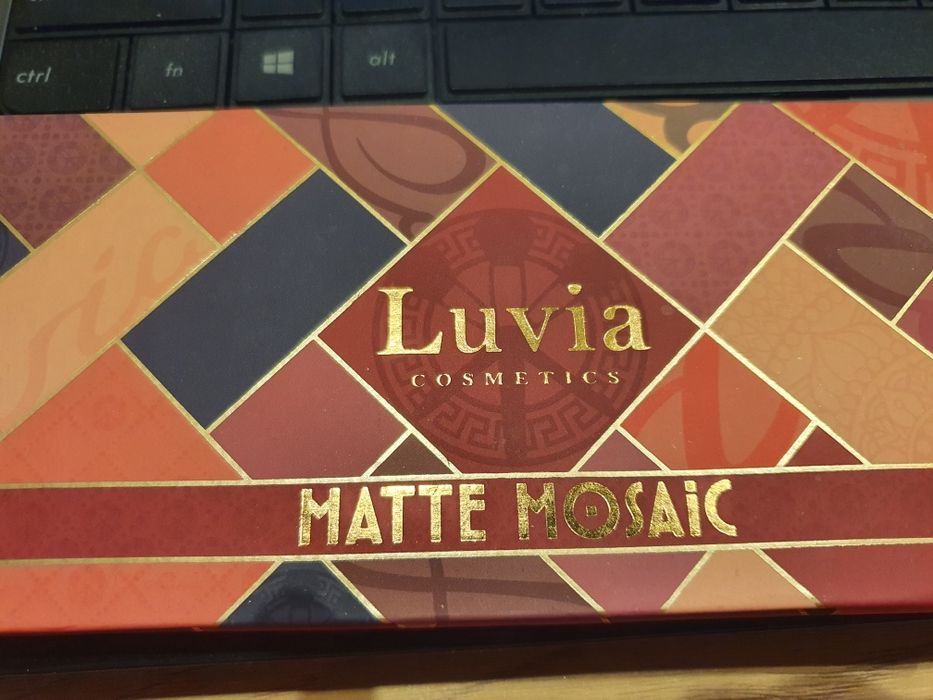 ctrl fn alt
Luvia
COSMETICS
MATTE MOSAiC